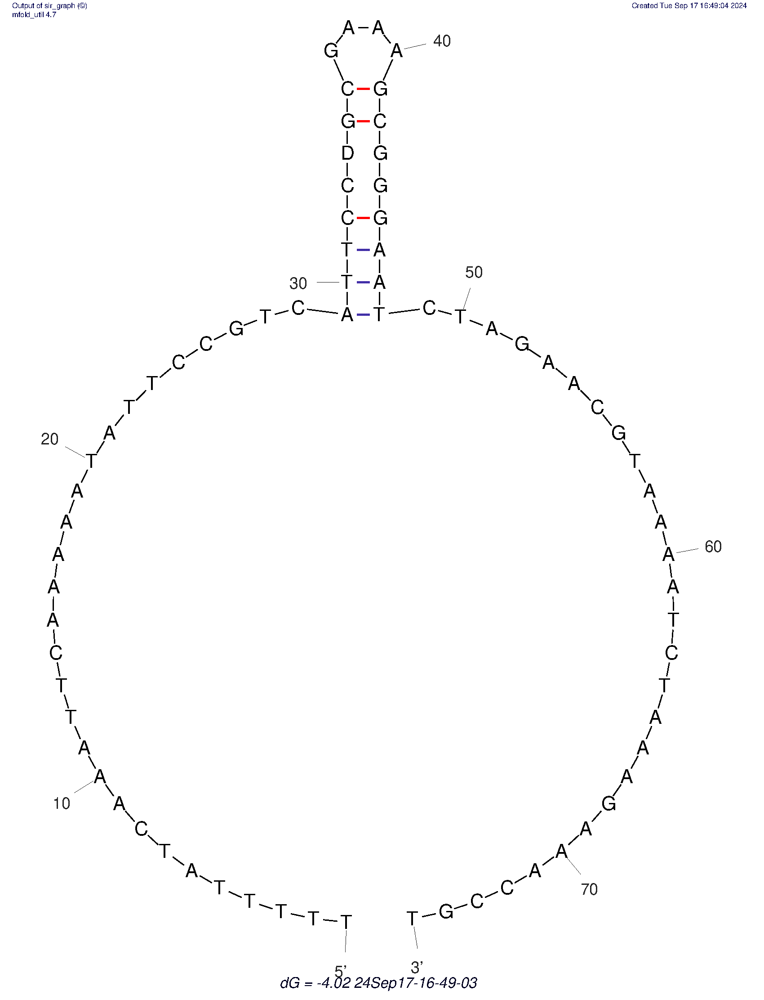 Output of sir_graph (©)
mfold_util 4.7
Created Tue Sep 17 16:49:04 2024
5'
T T T T T A T C A A
10
A T T C A A A A A T
20
A T T C C G T C A T
30
T C C D G C G A A A
40
G C G G G A A T C T
50
A G A A C G T A A A
60
A T C T A A A G A A
70
A C C G T
3'
dG = -4.02 24Sep17-16-49-03